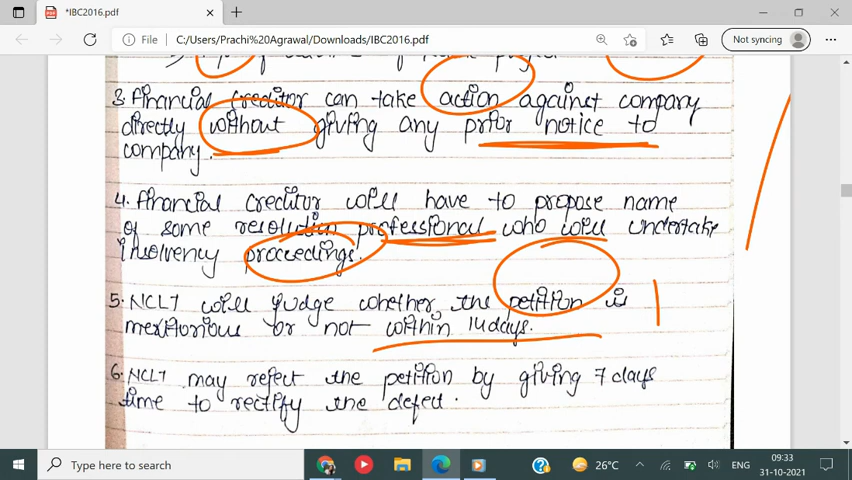 *IBC2016.pdf
File
C:/Users/Prachi%20Agrawal/Downloads/IBC2016.pdf
Not syncing
3. Financial creditor can take action against company
directly without giving any prior notice to
company.
4. Financial creditor will have to propose name
of some resolution professional who will undertake
insolvency proceedings.
5. NCLT will judge whether the petition is
meritorious or not within 14 days.
6. NCLT may reject the petition by giving 7 days
time to rectify the defect.
Type here to search
26°C
ENG
09:33
31-10-2021